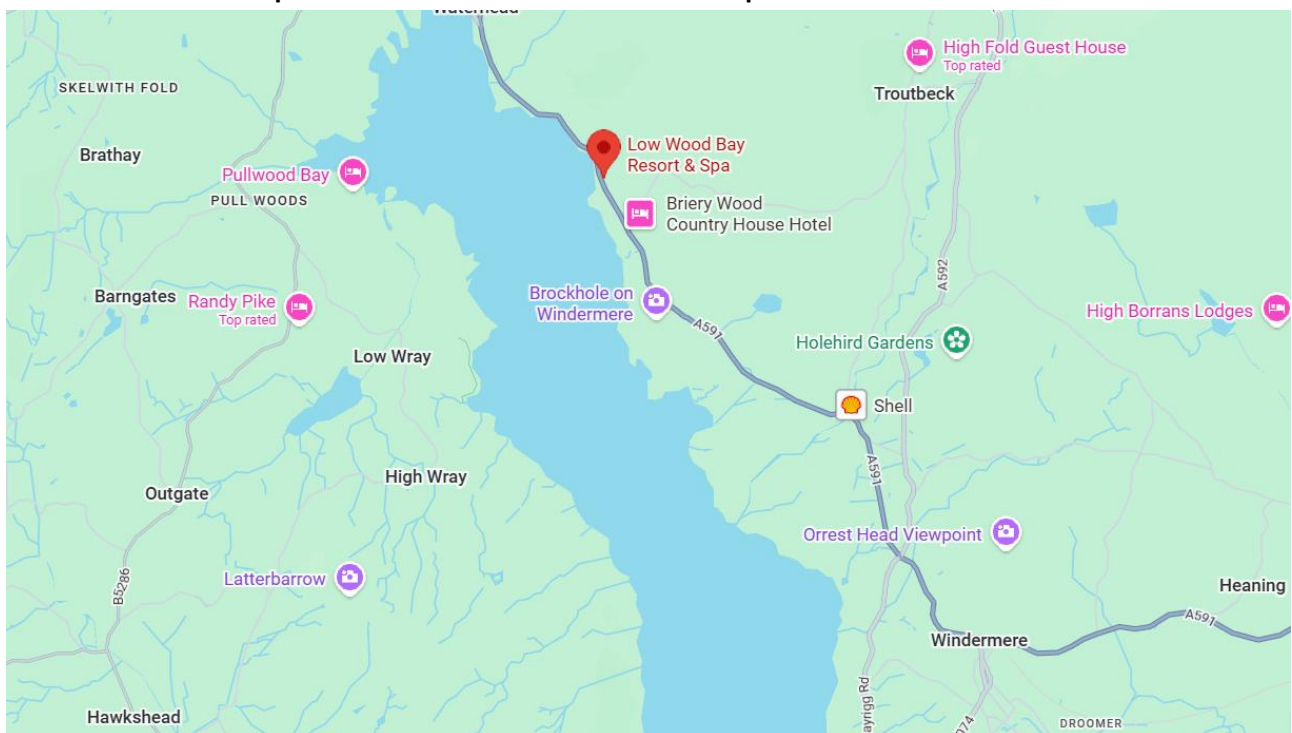 Waterhead
High Fold Guest House
Top rated
SKELWITH FOLD
Troutbeck
Low Wood Bay
Resort & Spa
Brathay
Pullwood Bay
PULL WOODS
Briery Wood
Country House Hotel
A592
Barngates
Randy Pike
Top rated
Brockhole on
Windermere
High Borrans Lodges
A591
Holehird Gardens
Low Wray
Shell
A591
High Wray
Outgate
Orrest Head Viewpoint
Latterbarrow
B5286
Heaning
A591
Windermere
Hawkshead
DROOMER